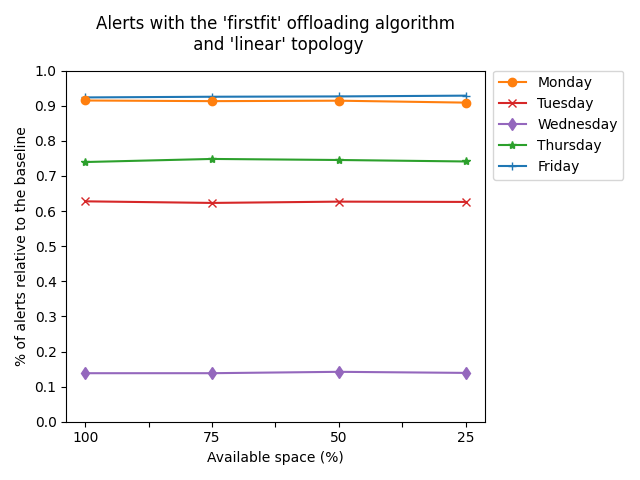 Alerts with the 'firstfit' offloading algorithm
and 'linear' topology
% of alerts relative to the baseline
1.0
0.9
0.8
0.7
0.6
0.5
0.4
0.3
0.2
0.1
0.0
100 75 50 25
Available space (%)
Monday
Tuesday
Wednesday
Thursday
Friday